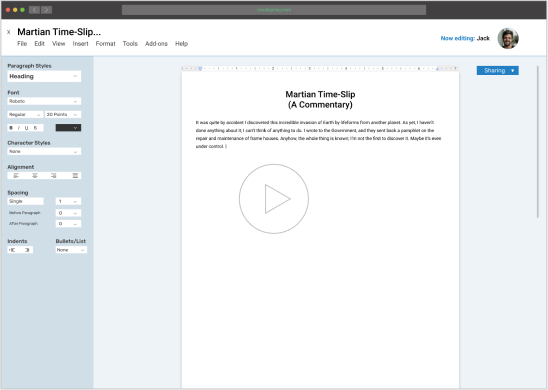 x Martian Time-Slip...
File Edit View Insert Format Tools Add-ons Help
Now editing: Jack
Paragraph Styles
Heading
Font
Roboto
Regular 20 Points
B I U S
Character Styles
None
Alignment
Spacing
Single 1
Before Paragraph 0
After Paragraph 0
Indents Bullets/List
None
Sharing
Martian Time-Slip
(A Commentary)
It was quite by accident I discovered this incredible invasion of Earth by lifeforms from another planet. As yet, I haven't
done anything about it; I can't think of anything to do. I wrote to the Government, and they sent back a pamphlet on the
repair and maintenance of frame houses. Anyhow, the whole thing is known; I'm not the first to discover it. Maybe it's even
under control. |